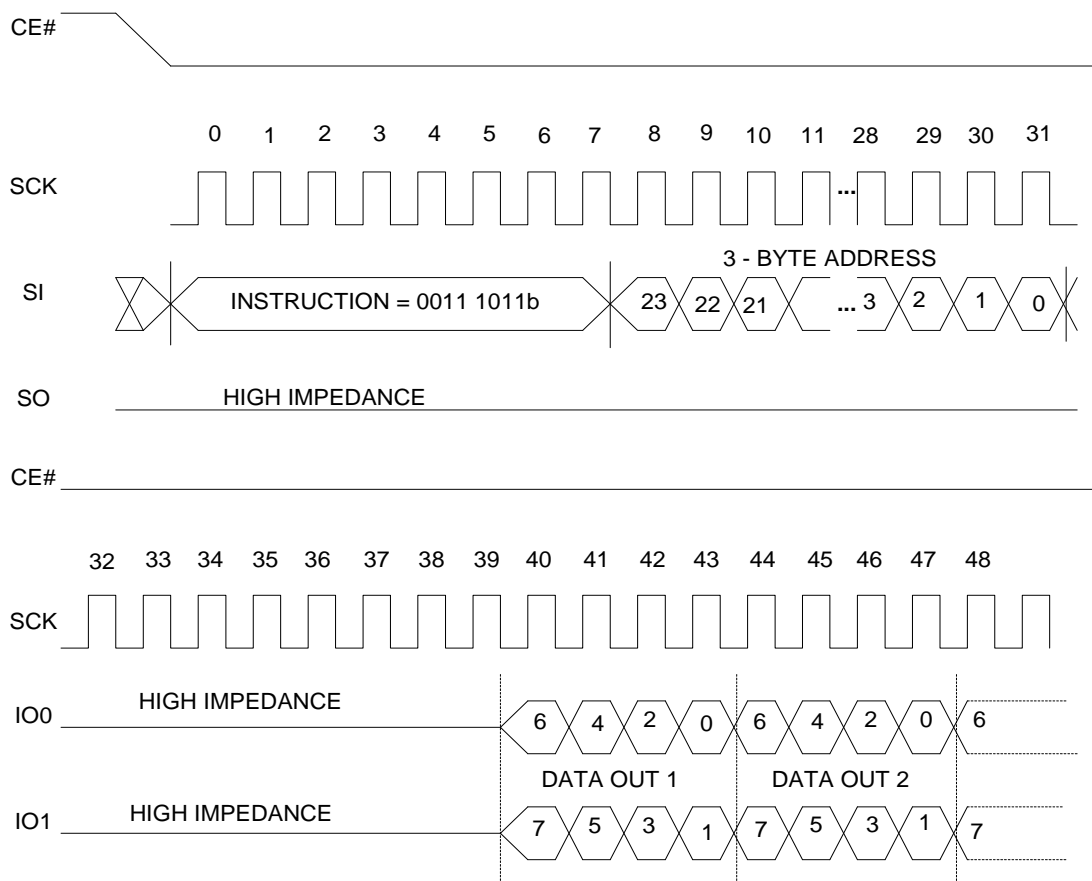 CE#
0 1 2 3 4 5 6 7 8 9 10 11 28 29 30 31
SCK ...
3 - BYTE ADDRESS
SI INSTRUCTION = 0011 1011b 23 22 21 ... 3 2 1 0
SO HIGH IMPEDANCE
CE#
32 33 34 35 36 37 38 39 40 41 42 43 44 45 46 47 48
SCK
HIGH IMPEDANCE
IO0 6 4 2 0 6 4 2 0 6
DATA OUT 1 DATA OUT 2
HIGH IMPEDANCE
IO1 7 5 3 1 7 5 3 1 7